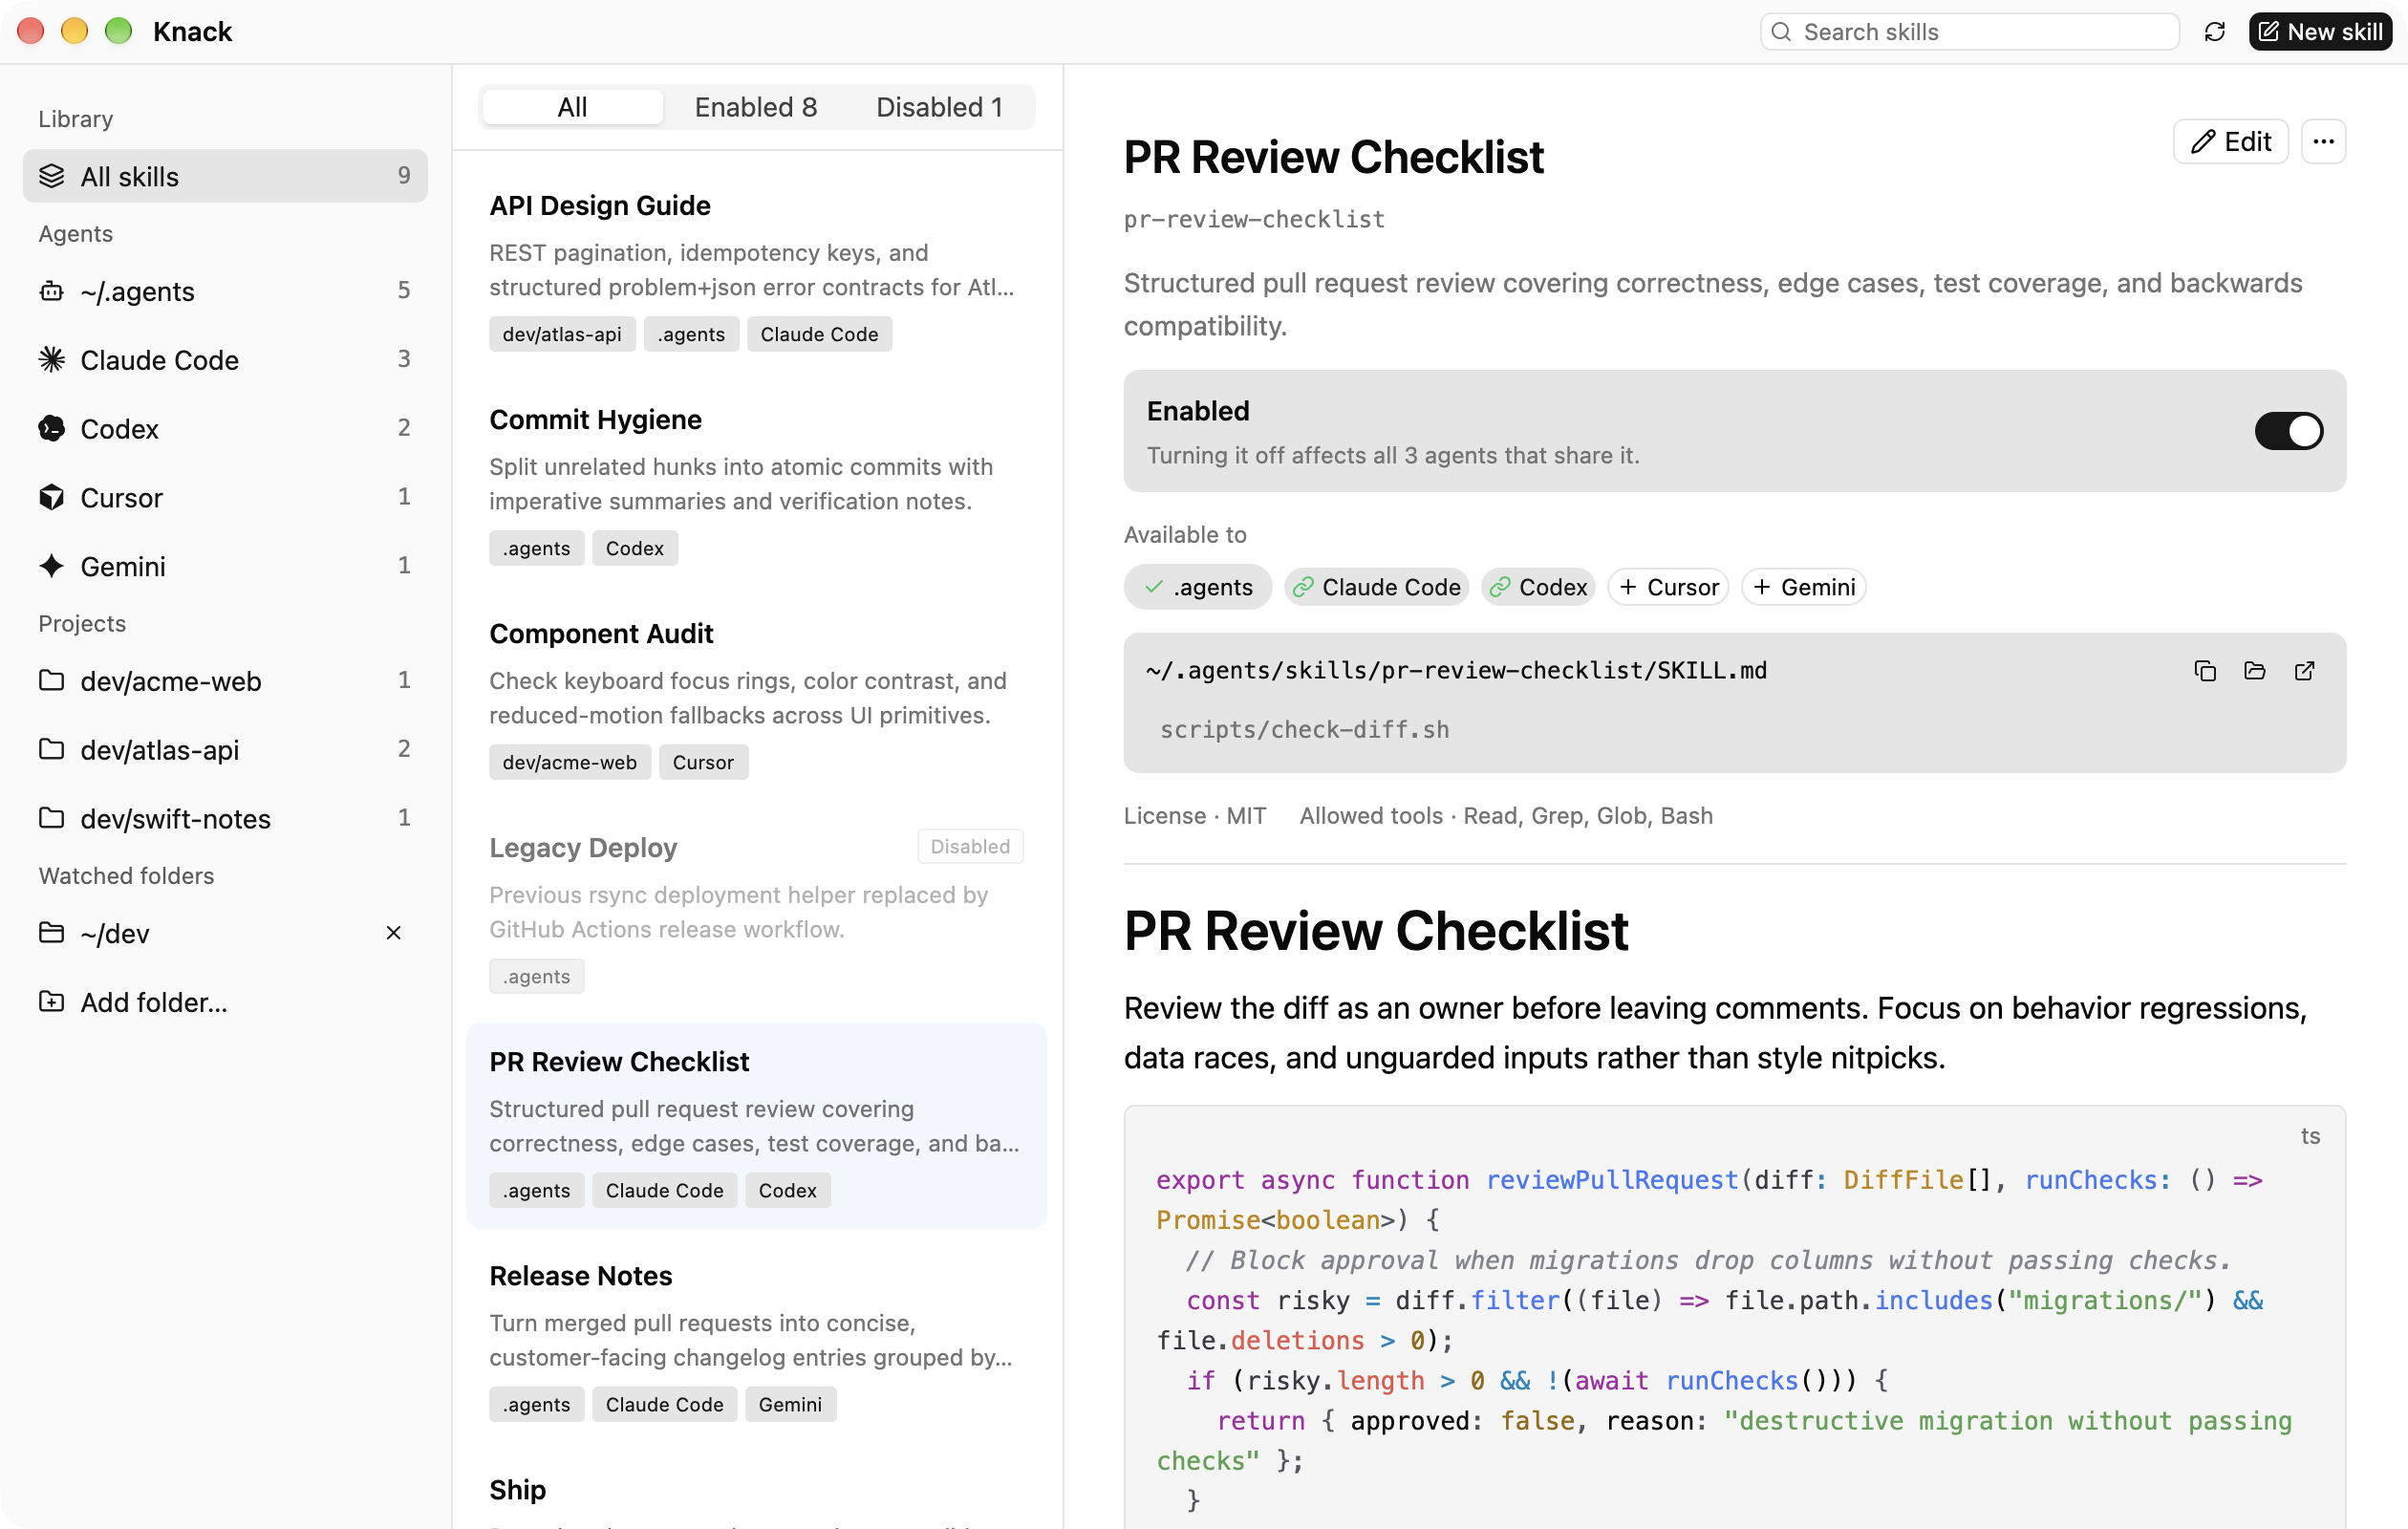 Knack
Search skills
New skill
Library
All skills 9
Agents
~/.agents 5
Claude Code 3
Codex 2
Cursor 1
Gemini 1
Projects
dev/acme-web 1
dev/atlas-api 2
dev/swift-notes 1
Watched folders
~/dev
Add folder...
All Enabled 8 Disabled 1
API Design Guide
REST pagination, idempotency keys, and
structured problem+json error contracts for Atl...
dev/atlas-api .agents Claude Code
Commit Hygiene
Split unrelated hunks into atomic commits with
imperative summaries and verification notes.
.agents Codex
Component Audit
Check keyboard focus rings, color contrast, and
reduced-motion fallbacks across UI primitives.
dev/acme-web Cursor
Legacy Deploy Disabled
Previous rsync deployment helper replaced by
GitHub Actions release workflow.
.agents
PR Review Checklist
Structured pull request review covering
correctness, edge cases, test coverage, and ba...
.agents Claude Code Codex
Release Notes
Turn merged pull requests into concise,
customer-facing changelog entries grouped by...
.agents Claude Code Gemini
Ship
PR Review Checklist
Edit
pr-review-checklist
Structured pull request review covering correctness, edge cases, test coverage, and backwards
compatibility.
Enabled
Turning it off affects all 3 agents that share it.
Available to
.agents Claude Code Codex + Cursor + Gemini
~/.agents/skills/pr-review-checklist/SKILL.md
scripts/check-diff.sh
License · MIT Allowed tools · Read, Grep, Glob, Bash
PR Review Checklist
Review the diff as an owner before leaving comments. Focus on behavior regressions,
data races, and unguarded inputs rather than style nitpicks.
ts
export async function reviewPullRequest(diff: DiffFile[], runChecks: () =>
Promise<boolean>) {
// Block approval when migrations drop columns without passing checks.
const risky = diff.filter((file) => file.path.includes("migrations/") &&
file.deletions > 0);
if (risky.length > 0 && !(await runChecks())) {
return { approved: false, reason: "destructive migration without passing
checks" };
}